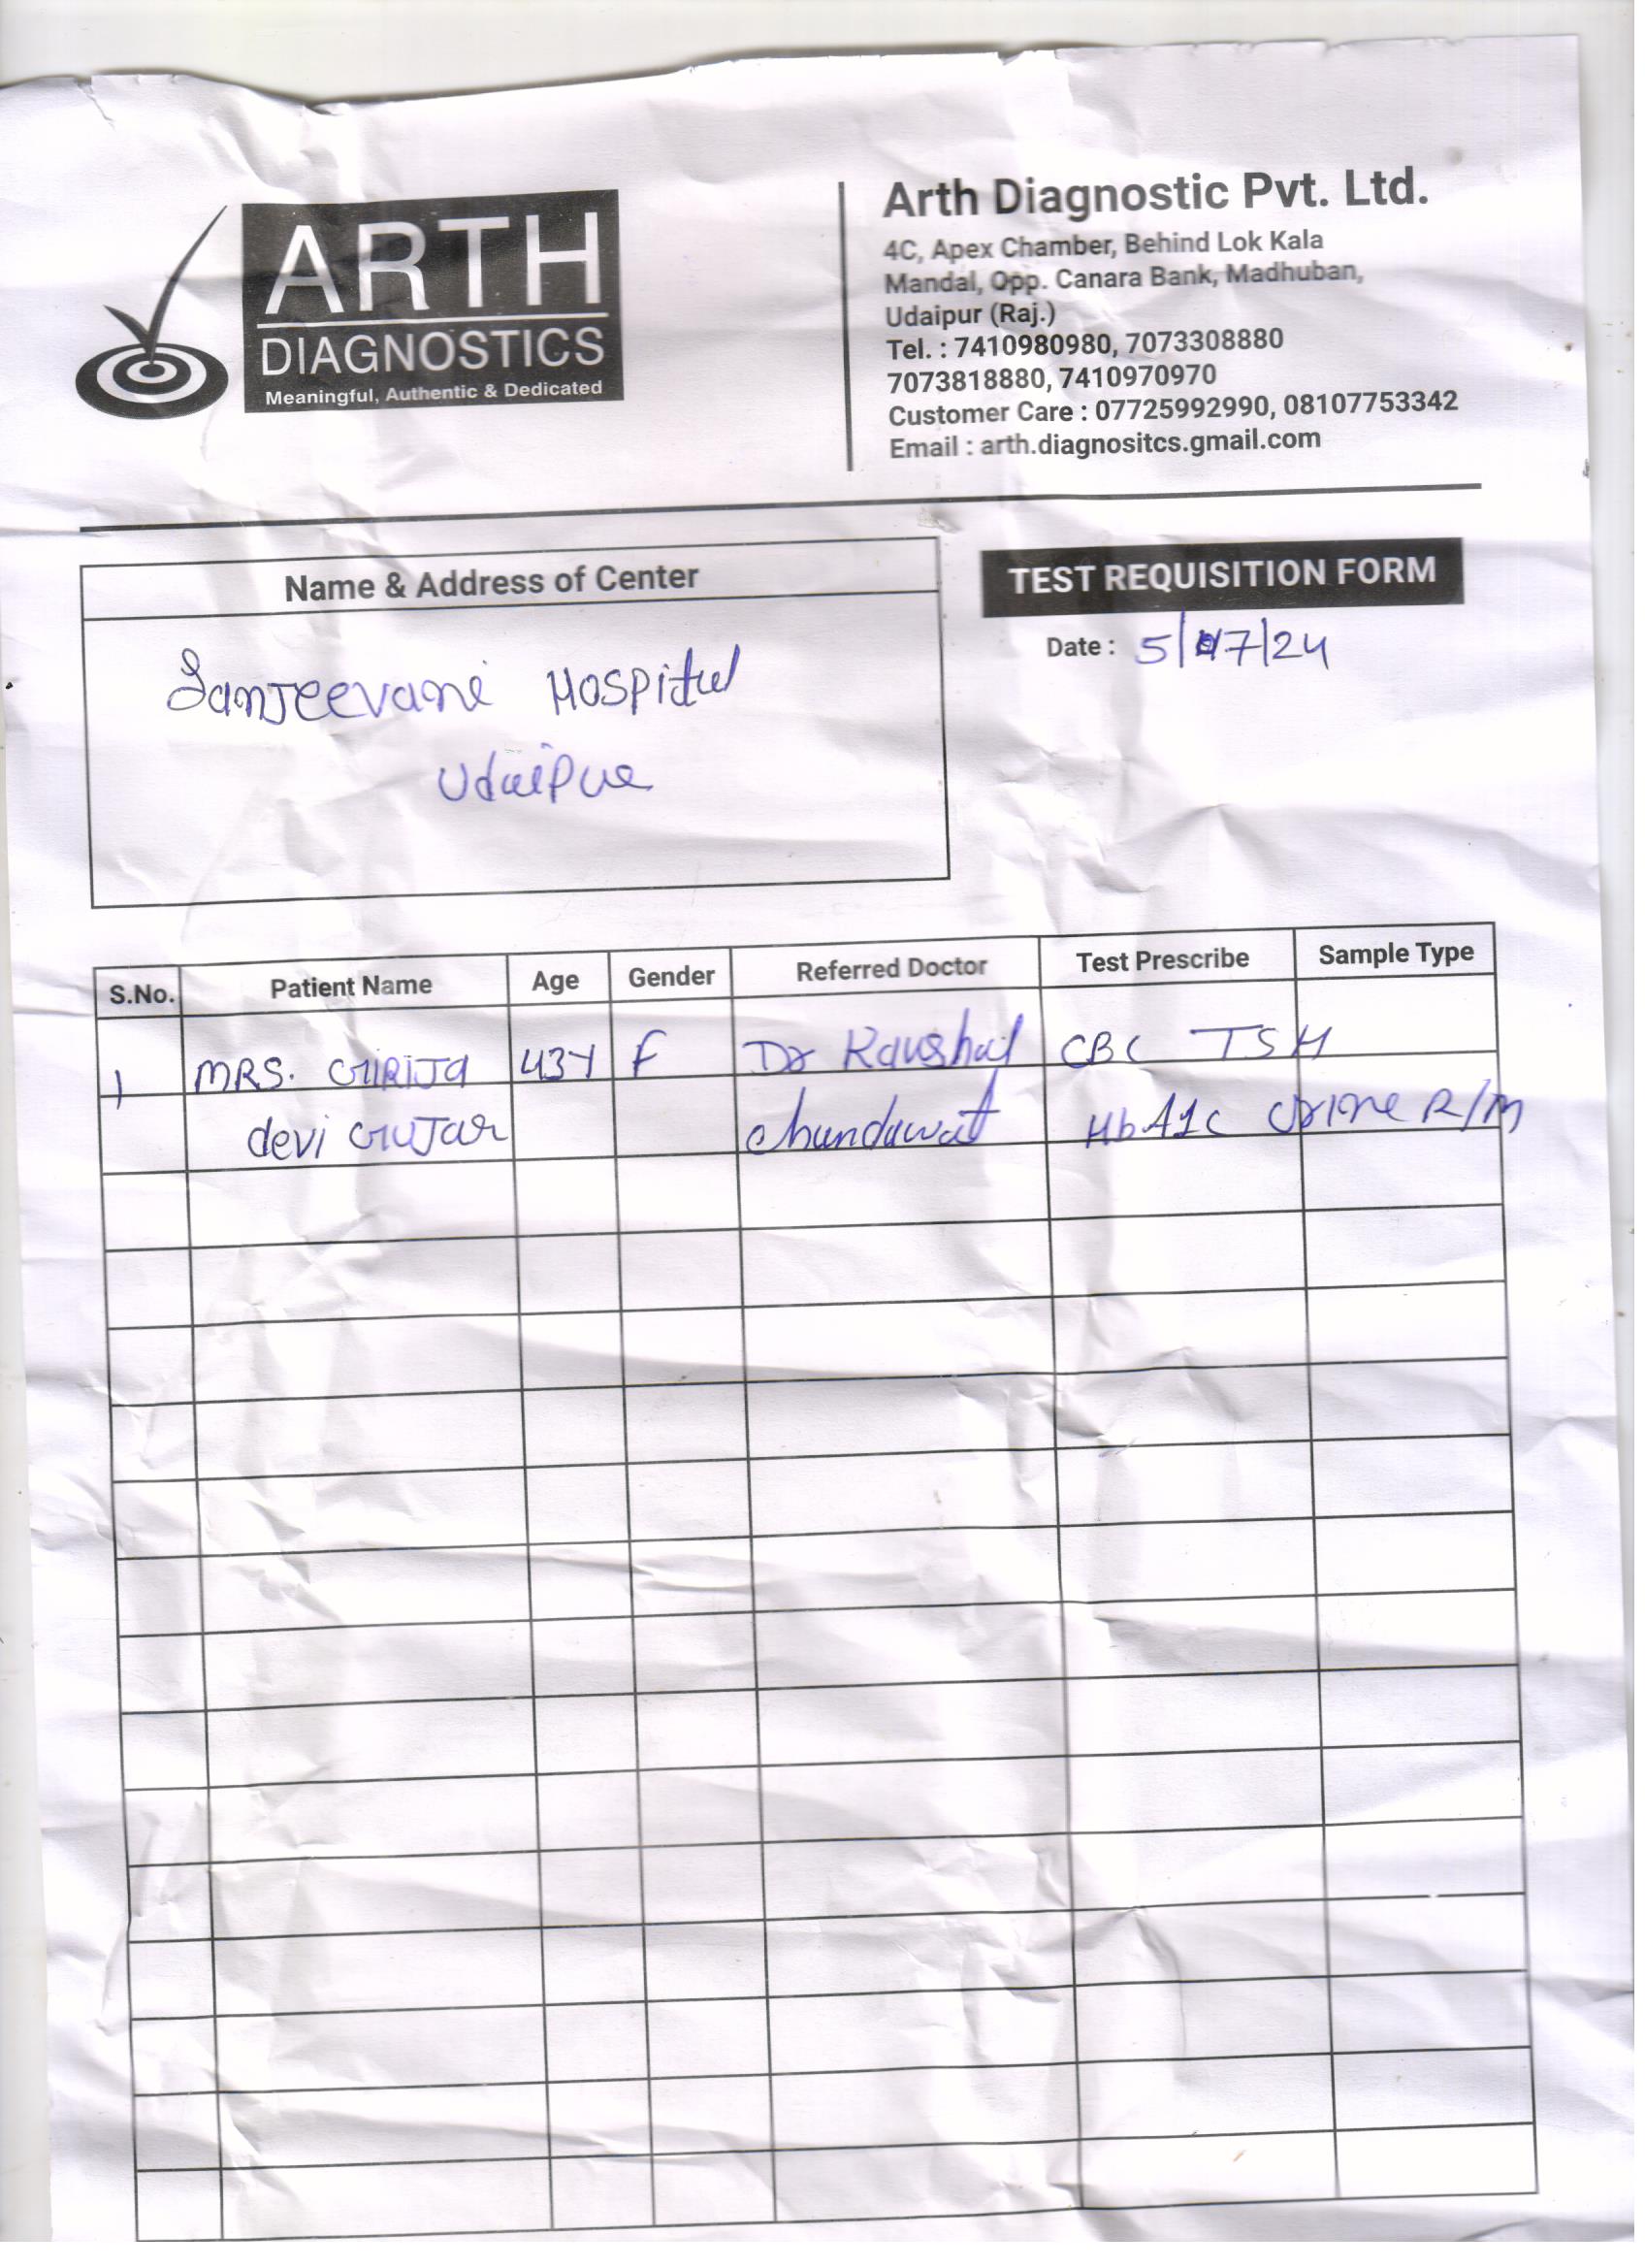 ARTH
DIAGNOSTICS
Meaningful, Authentic & Dedicated
Arth Diagnostic Pvt. Ltd.
4C, Apex Chamber, Behind Lok Kala
Mandal, Opp. Canara Bank, Madhuban,
Udaipur (Raj.)
Tel. : 7410980980, 7073308880
7073818880, 7410970970
Customer Care : 07725992990, 08107753342
Email : arth.diagnositcs.gmail.com
Name & Address of Center
Sanjeevani Hospital
Udaipur
TEST REQUISITION FORM
Date : 5/07/24
S.No. Patient Name Age Gender Referred Doctor Test Prescribe Sample Type
1 MRS. GIRIJA 43Y F Dr Kaushal CBC TSH
devi GUJAR chundawat HbA1C Urine R/M